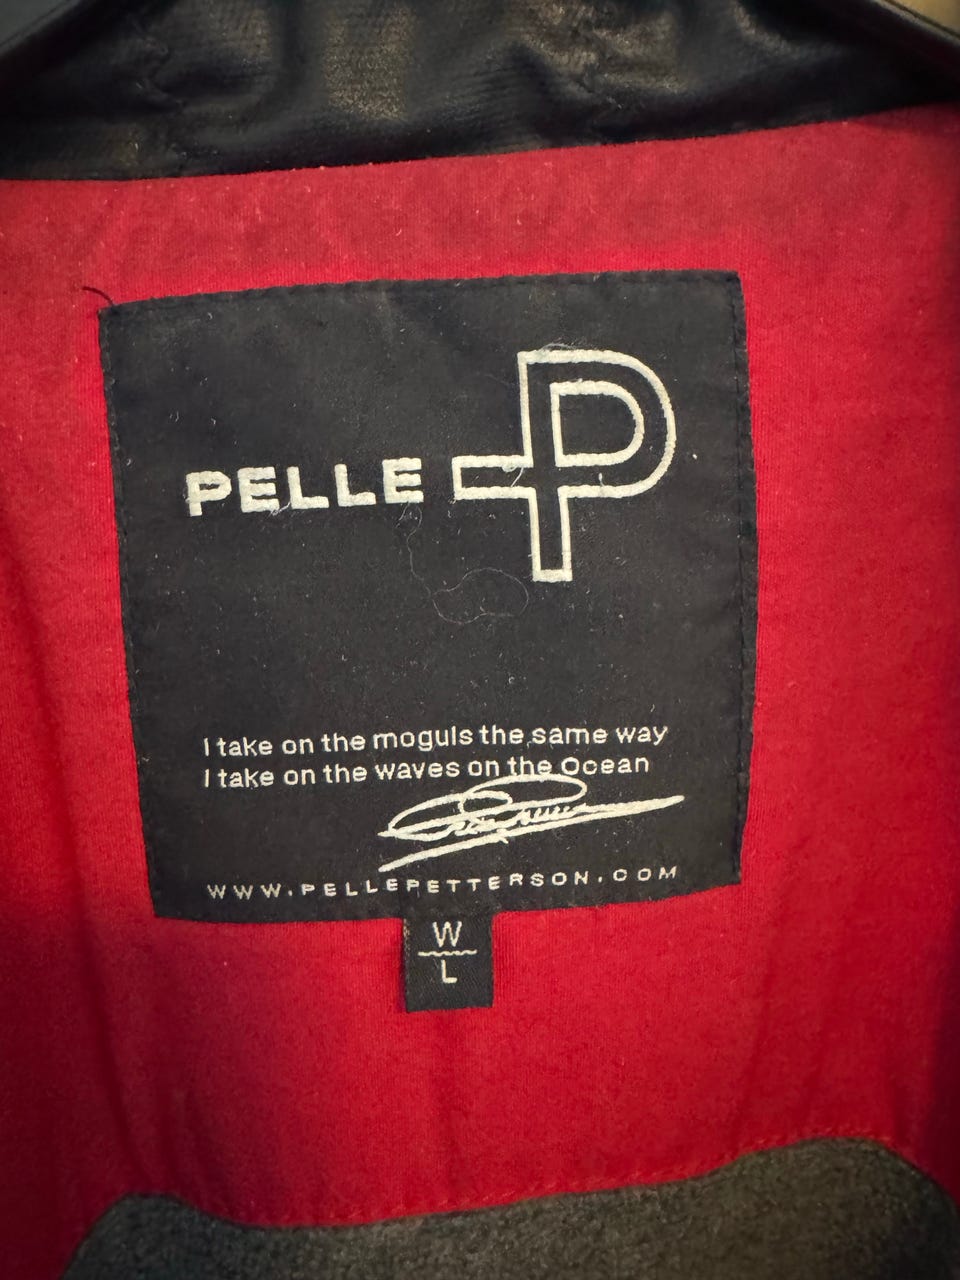 PELLE P
I take on the moguls the same way
I take on the waves on the Ocean
WWW.PELLEPETTERSON.COM
W
L